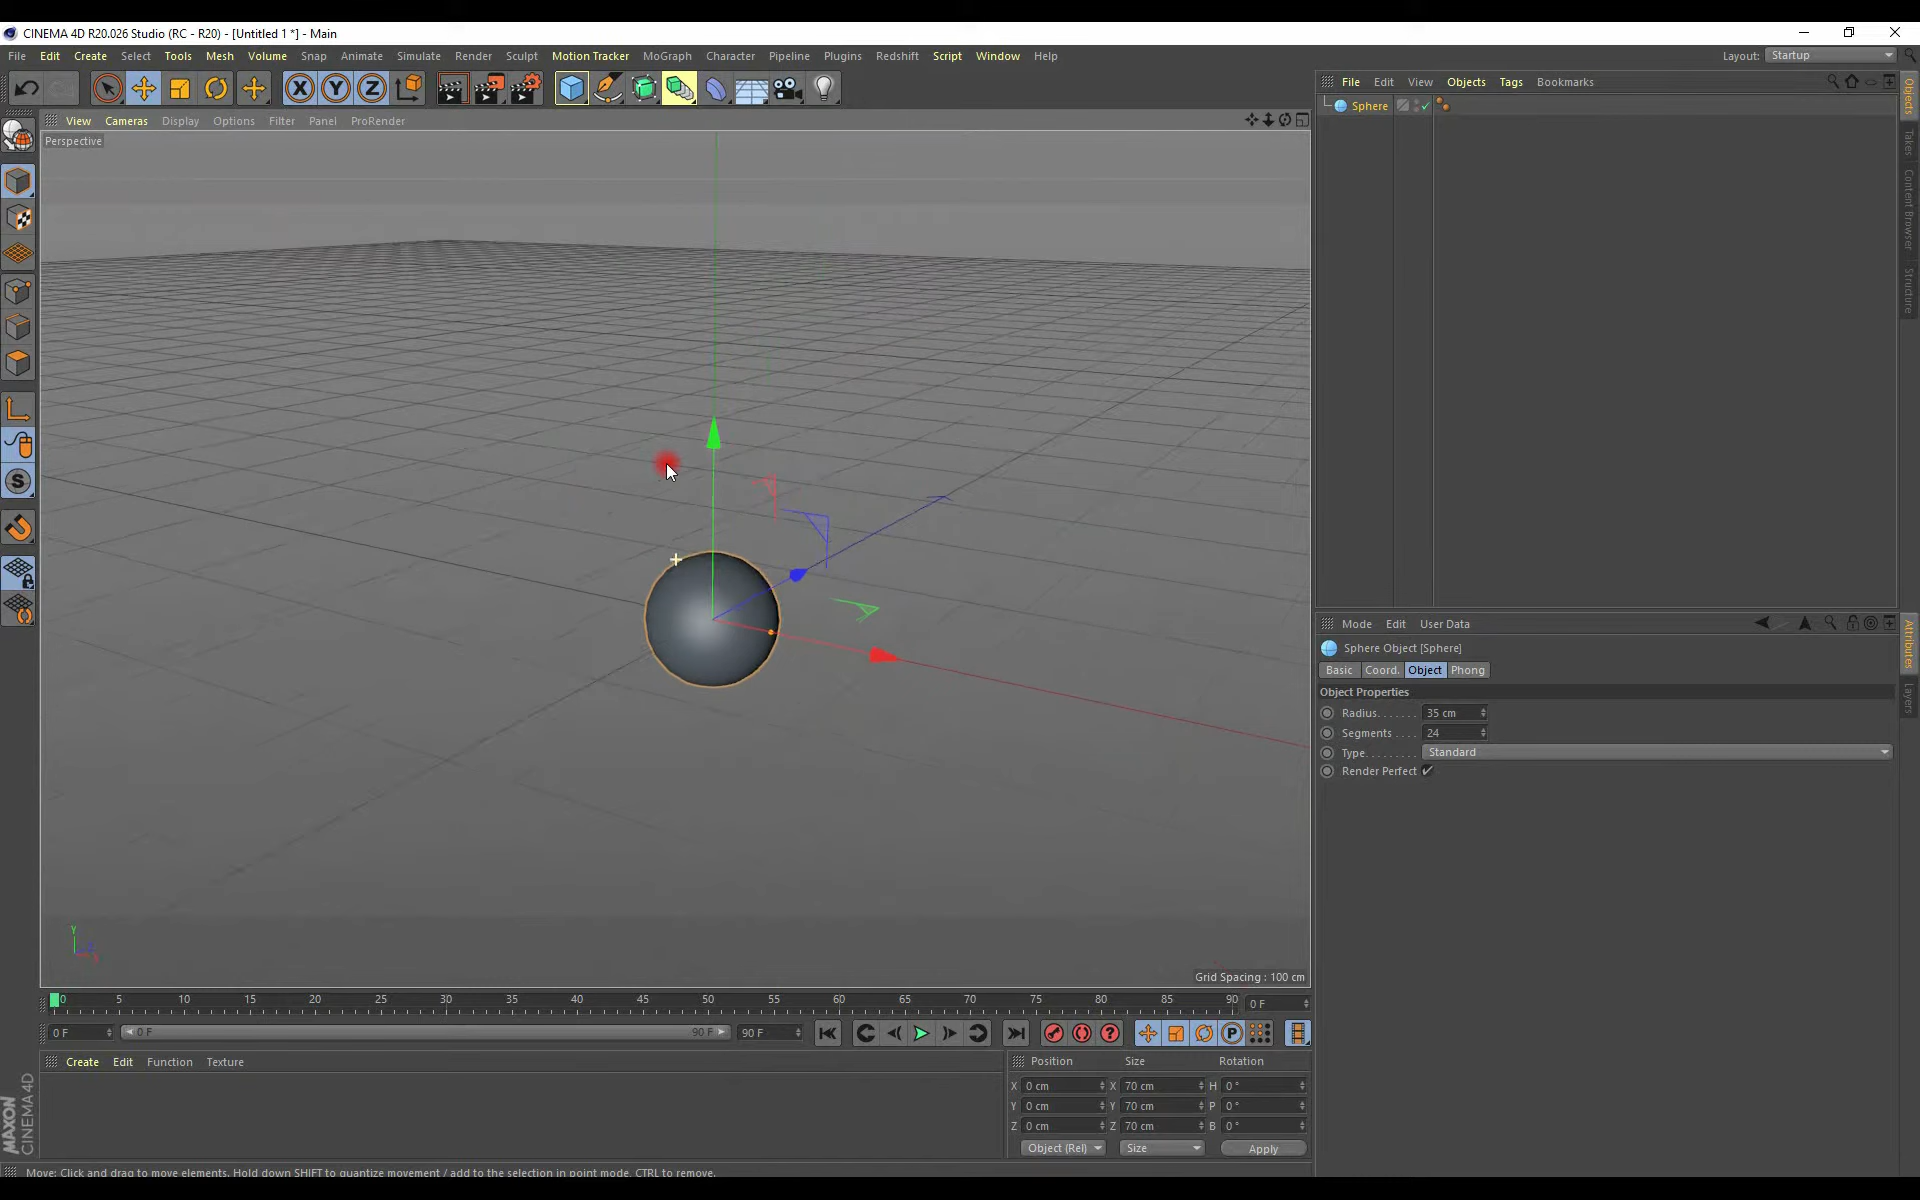 CINEMA 4D R20.026 Studio (RC - R20) - [Untitled 1 *] - Main
File Edit Create Select Tools Mesh Volume Snap Animate Simulate Render Sculpt Motion Tracker MoGraph Character Pipeline Plugins Redshift Script Window Help Layout: Startup
X Y Z
File Edit View Objects Tags Bookmarks
Objects
Takes
Content Browser
Structure
Sphere
View Cameras Display Options Filter Panel ProRender
Perspective
S
Y
Grid Spacing : 100 cm
Mode Edit User Data
Attributes
Layers
Sphere Object [Sphere]
Basic Coord. Object Phong
Object Properties
Radius....... 35 cm
Segments .... 24
Type......... Standard
Render Perfect
0 5 10 15 20 25 30 35 40 45 50 55 60 65 70 75 80 85 90 0 F
0 F 0 F 90 F 90 F ? P
Create Edit Function Texture
Position Size Rotation
X 0 cm X 70 cm H 0 °
Y 0 cm Y 70 cm P 0 °
Z 0 cm Z 70 cm B 0 °
Object (Rel) Size Apply
MAXON
CINEMA 4D
Move: Click and drag to move elements. Hold down SHIFT to quantize movement / add to the selection in point mode, CTRL to remove.